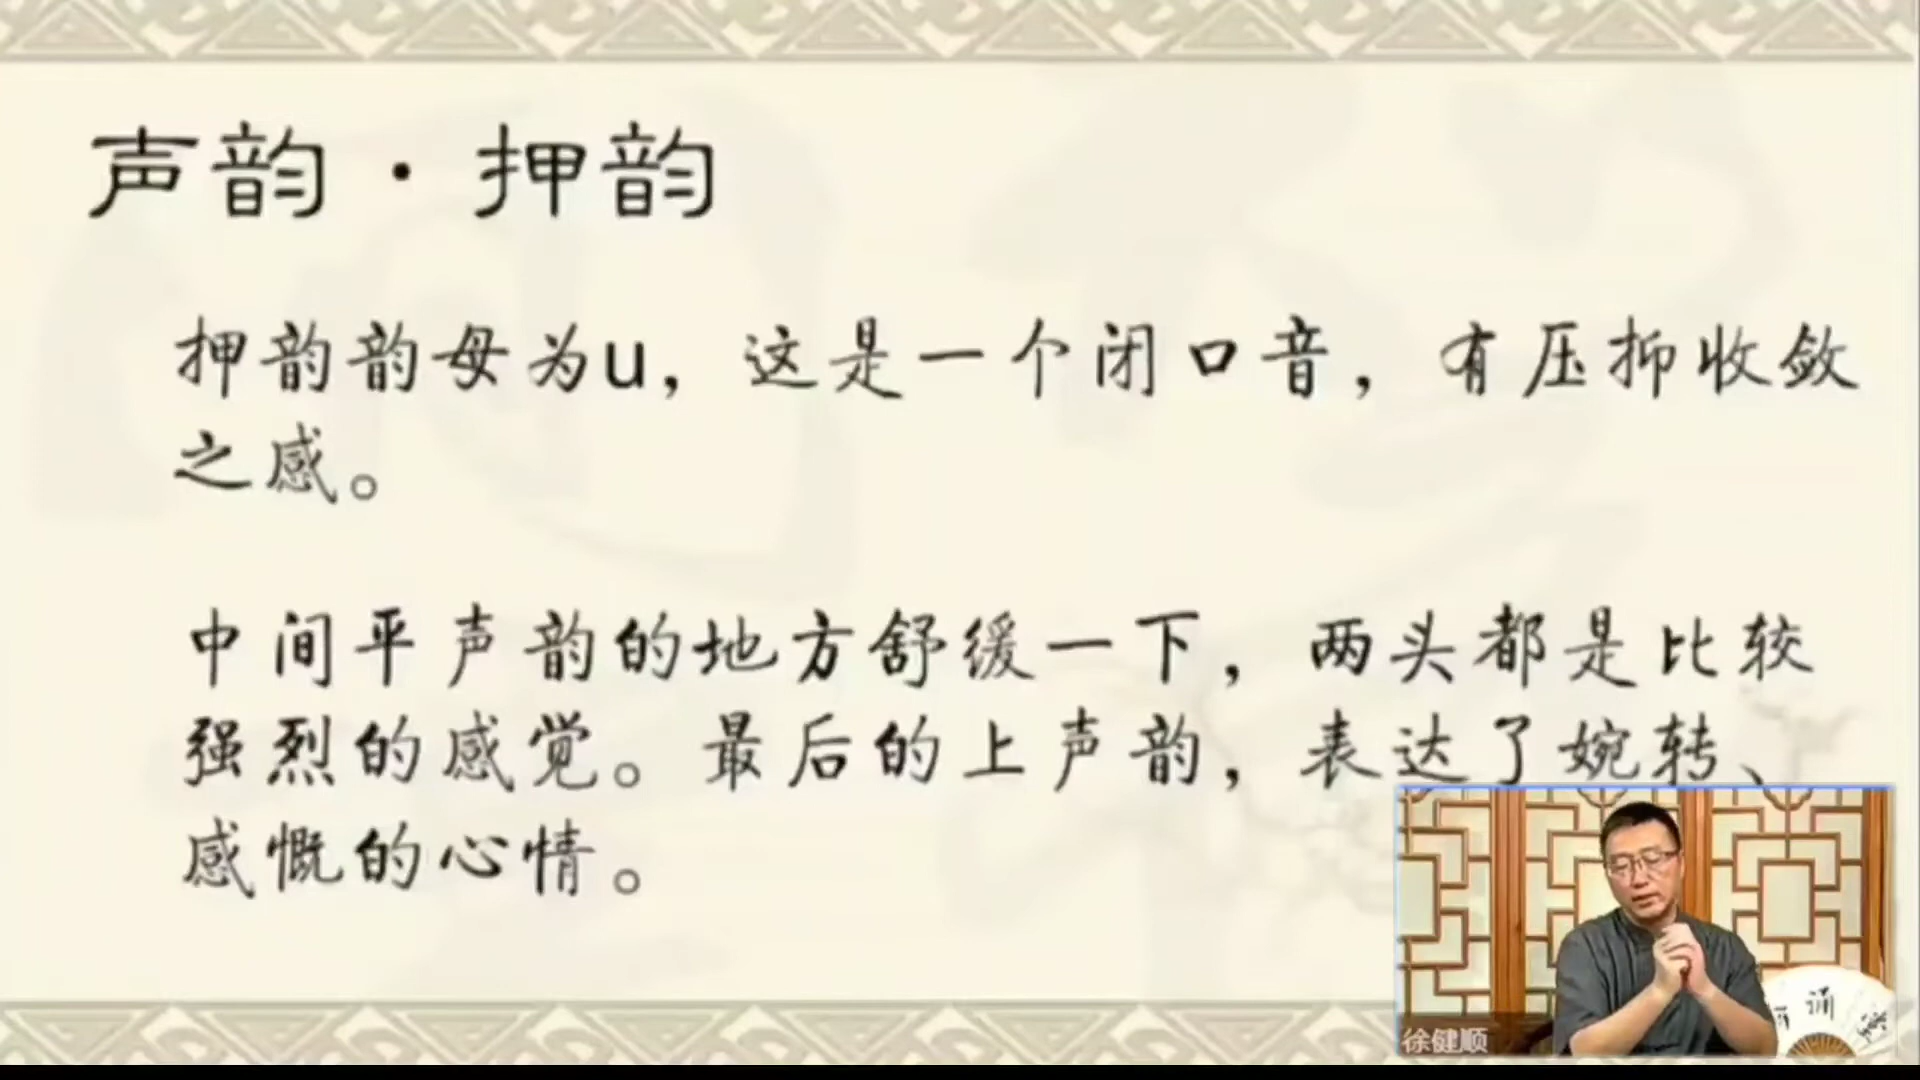 声韵·押韵
押韵韵母为u，这是一个闭口音，有压抑收敛
之感。
中间平声韵的地方舒缓一下，两头都是比较
强烈的感觉。最后的上声韵，表达了婉转、
感慨的心情。
徐健顺
诵